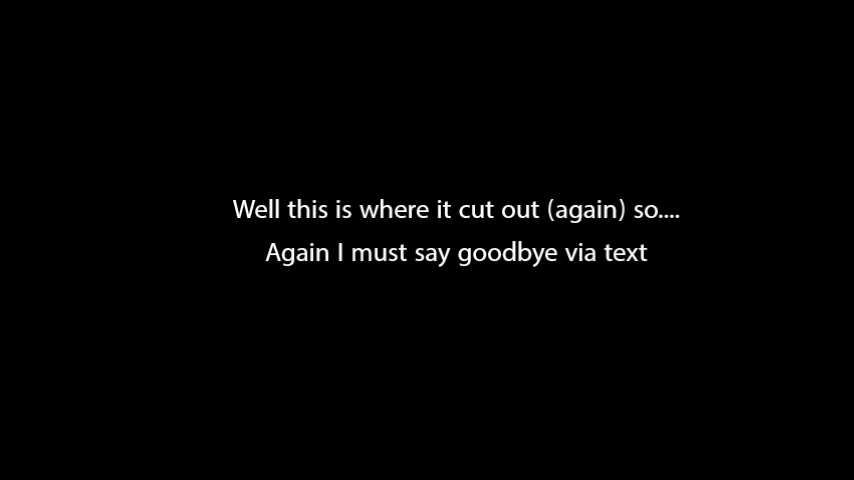 Well this is where it cut out (again) so....
Again I must say goodbye via text